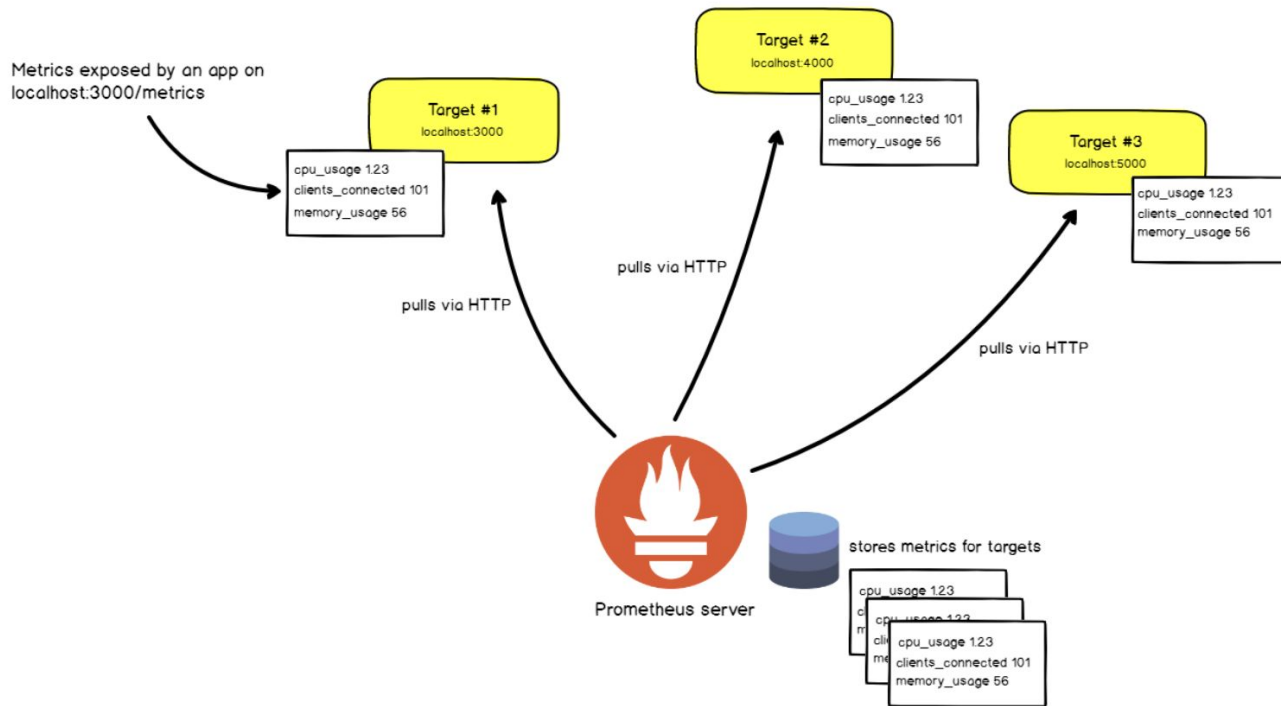 Target #2
localhost:4000
cpu_usage 1.23
clients_connected 101
memory_usage 56
Metrics exposed by an app on
localhost:3000/metrics
Target #1
localhost:3000
cpu_usage 1.23
clients_connected 101
memory_usage 56
Target #3
localhost:5000
cpu_usage 1.23
clients_connected 101
memory_usage 56
pulls via HTTP
pulls via HTTP
pulls via HTTP
stores metrics for targets
Prometheus server
cpu_usage 1.23
cpu_usage 1.23
cpu_usage 1.23
clients_connected 101
memory_usage 56